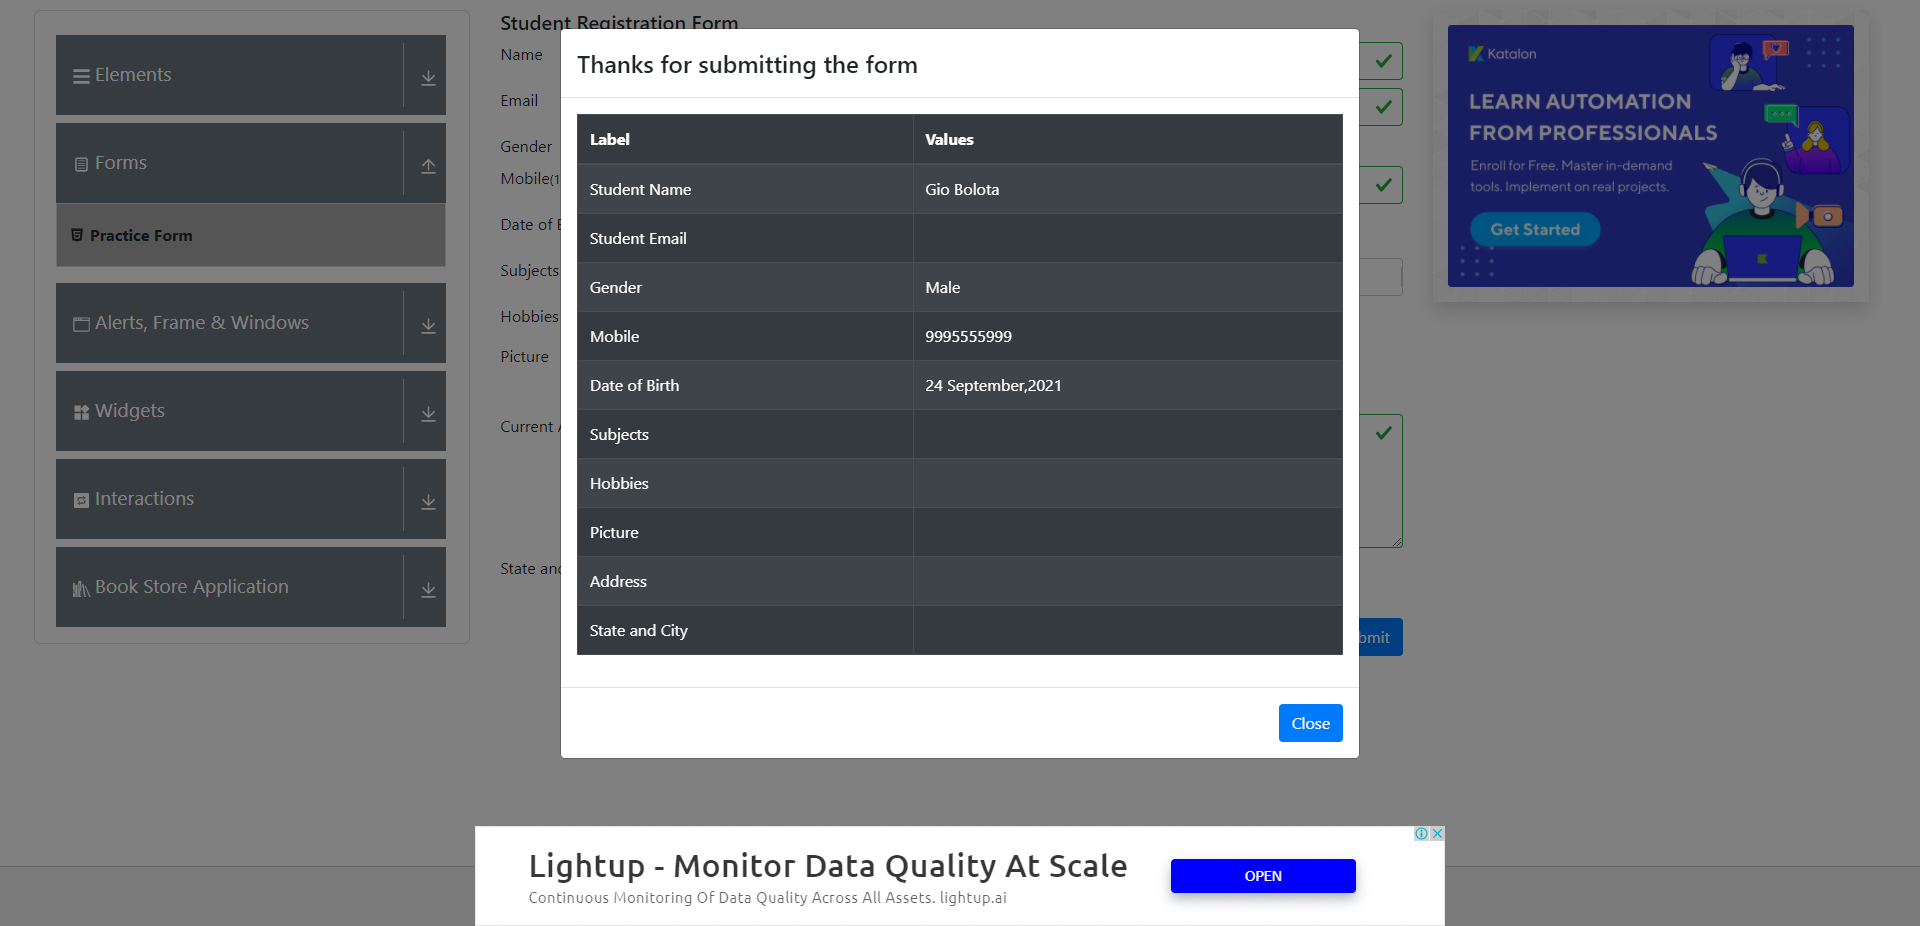 Elements
Forms
Practice Form
Alerts, Frame & Windows
Widgets
Interactions
Book Store Application
Student Registration Form
Name
Email
Gender
Mobile(1
Date of
Subjects
Hobbies
Picture
Current
State and
bmit
Thanks for submitting the form
Label Values
Student Name Gio Bolota
Student Email
Gender Male
Mobile 9995555999
Date of Birth 24 September,2021
Subjects
Hobbies
Picture
Address
State and City
Close
Katalon
LEARN AUTOMATION
FROM PROFESSIONALS
Enroll for Free. Master in-demand
tools. Implement on real projects.
Get Started
Lightup - Monitor Data Quality At Scale
Continuous Monitoring Of Data Quality Across All Assets. lightup.ai
OPEN